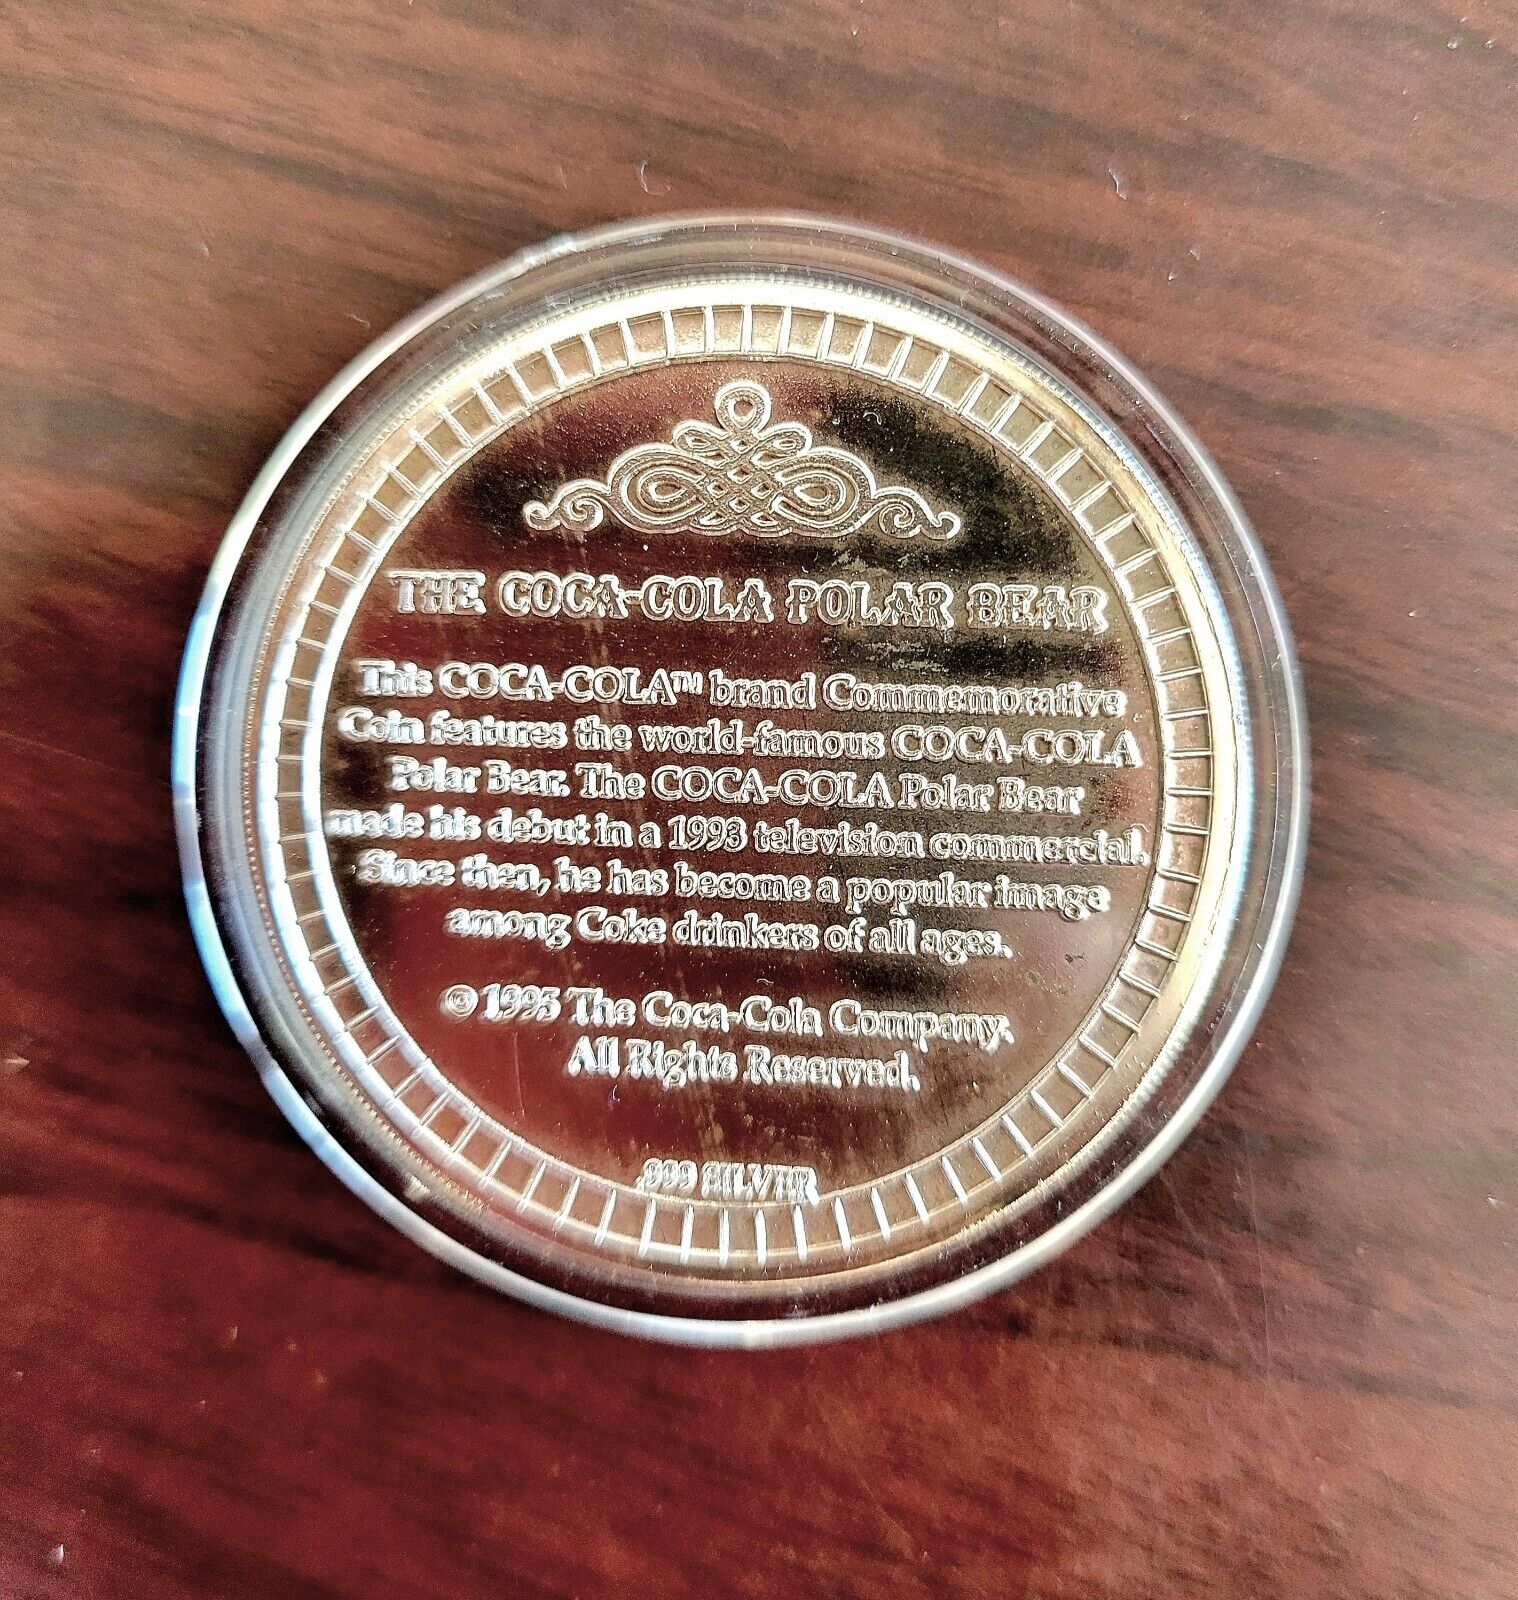 THE COCA-COLA POLAR BEAR
This COCA-COLA™ brand Commemorative
Coin features the world-famous COCA-COLA
Polar Bear. The COCA-COLA Polar Bear
made his debut in a 1993 television commercial.
Since then, he has become a popular image
among Coke drinkers of all ages.
© 1995 The Coca-Cola Company.
All Rights Reserved.
.999 SILVER